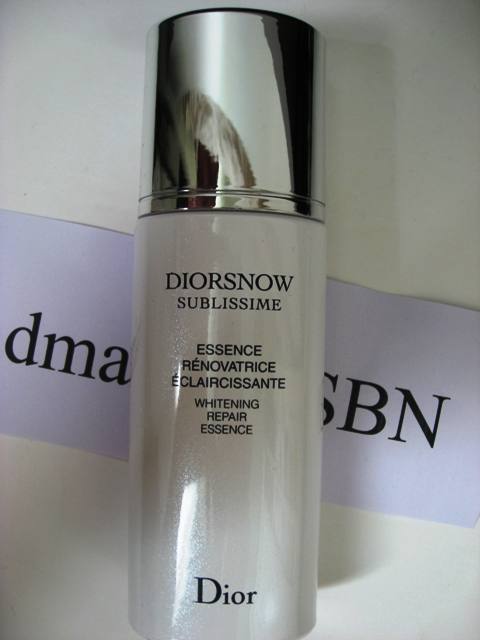 DIORSNOW
SUBLISSIME
ESSENCE
RÉNOVATRICE
ÉCLAIRCISSANTE
WHITENING
REPAIR
ESSENCE
Dior
dma
SBN